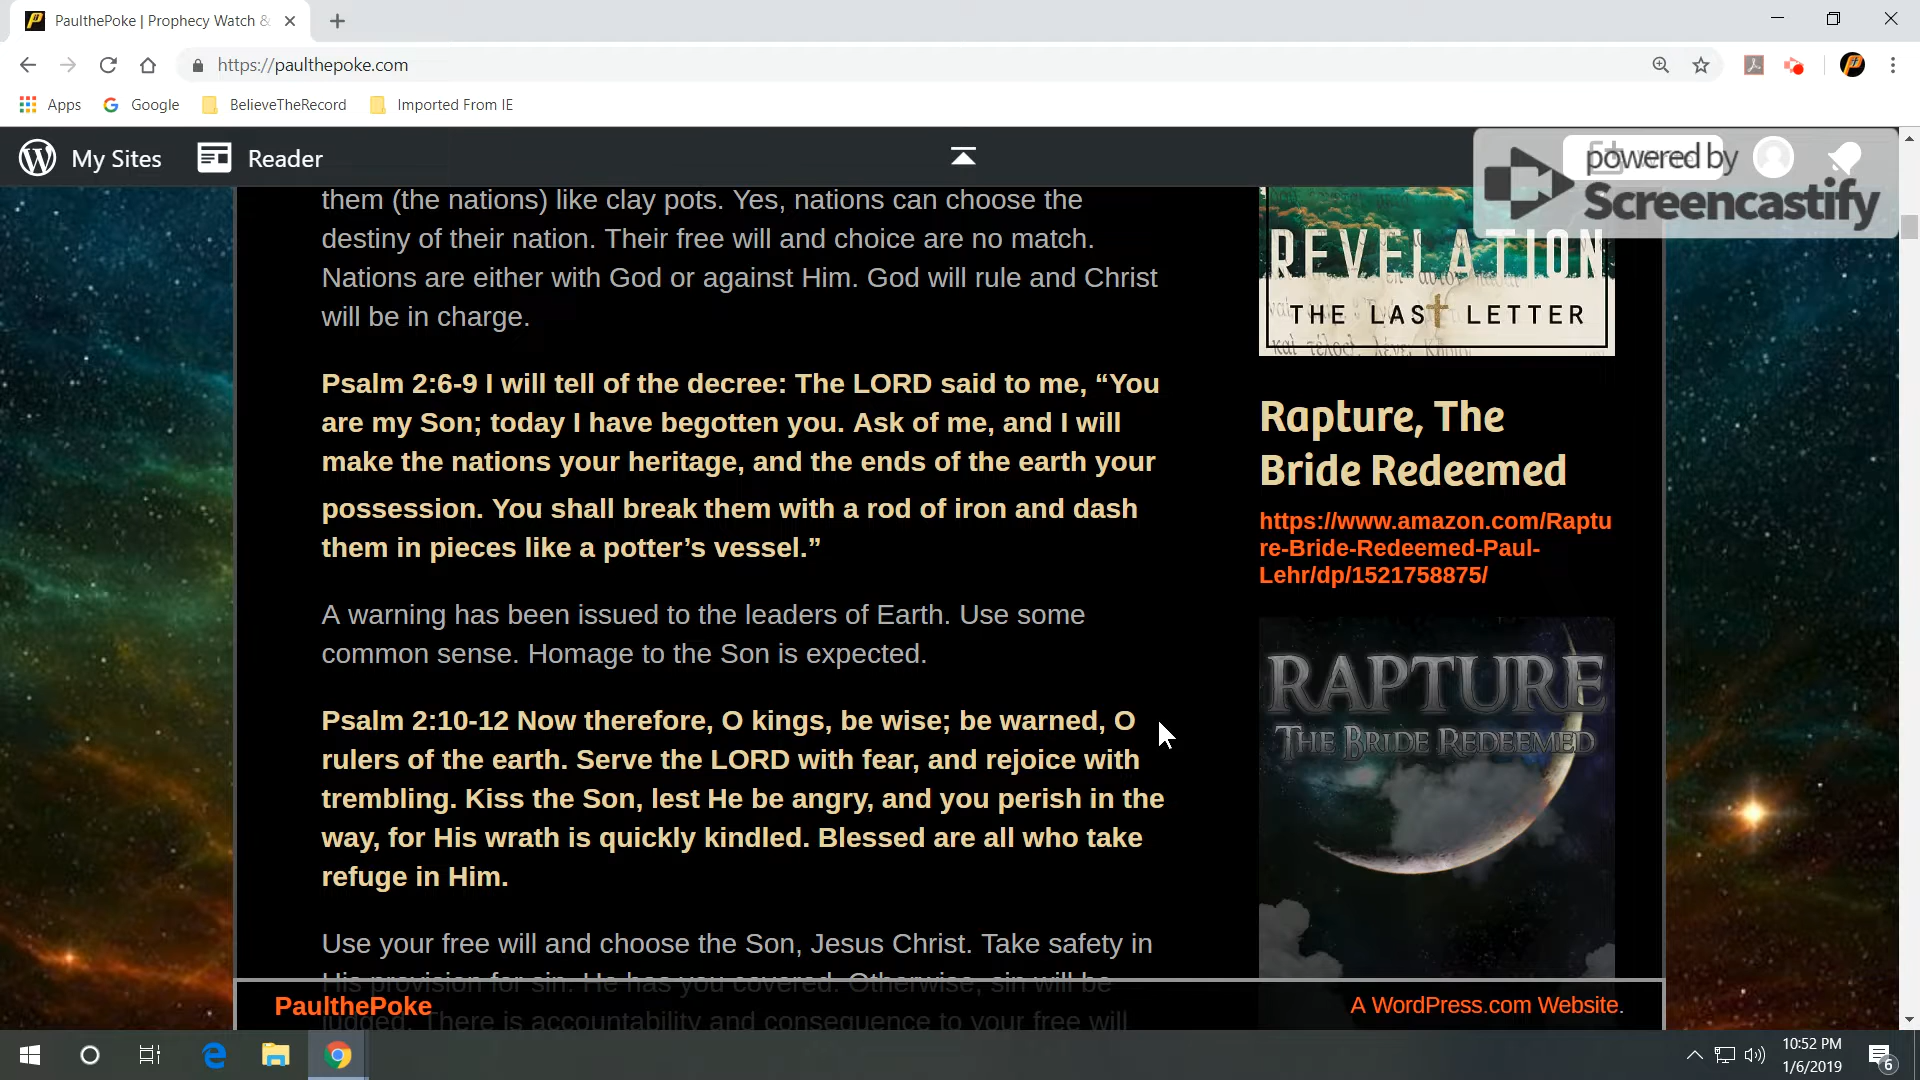 PaulthePoke | Prophecy Watch &
https://paulthepoke.com
Apps
Google
BelieveTheRecord
Imported From IE
My Sites
Reader
powered by
Screencastify
them (the nations) like clay pots. Yes, nations can choose the
destiny of their nation. Their free will and choice are no match.
Nations are either with God or against Him. God will rule and Christ
will be in charge.
Psalm 2:6-9 I will tell of the decree: The LORD said to me, “You
are my Son; today I have begotten you. Ask of me, and I will
make the nations your heritage, and the ends of the earth your
possession. You shall break them with a rod of iron and dash
them in pieces like a potter’s vessel.”
A warning has been issued to the leaders of Earth. Use some
common sense. Homage to the Son is expected.
Psalm 2:10-12 Now therefore, O kings, be wise; be warned, O
rulers of the earth. Serve the LORD with fear, and rejoice with
trembling. Kiss the Son, lest He be angry, and you perish in the
way, for His wrath is quickly kindled. Blessed are all who take
refuge in Him.
Use your free will and choose the Son, Jesus Christ. Take safety in
His provision for sin. He has you covered. Otherwise, sin will be
judged. There is accountability and consequence to your free will
REVELATION
THE LAST LETTER
Rapture, The
Bride Redeemed
https://www.amazon.com/Raptu
re-Bride-Redeemed-Paul-
Lehr/dp/1521758875/
RAPTURE
THE BRIDE REDEEMED
PaulthePoke
A WordPress.com Website.
10:52 PM
1/6/2019
6